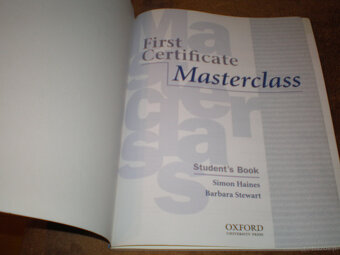 First
Certificate
Masterclass
Student's Book
Simon Haines
Barbara Stewart
OXFORD
UNIVERSITY PRESS